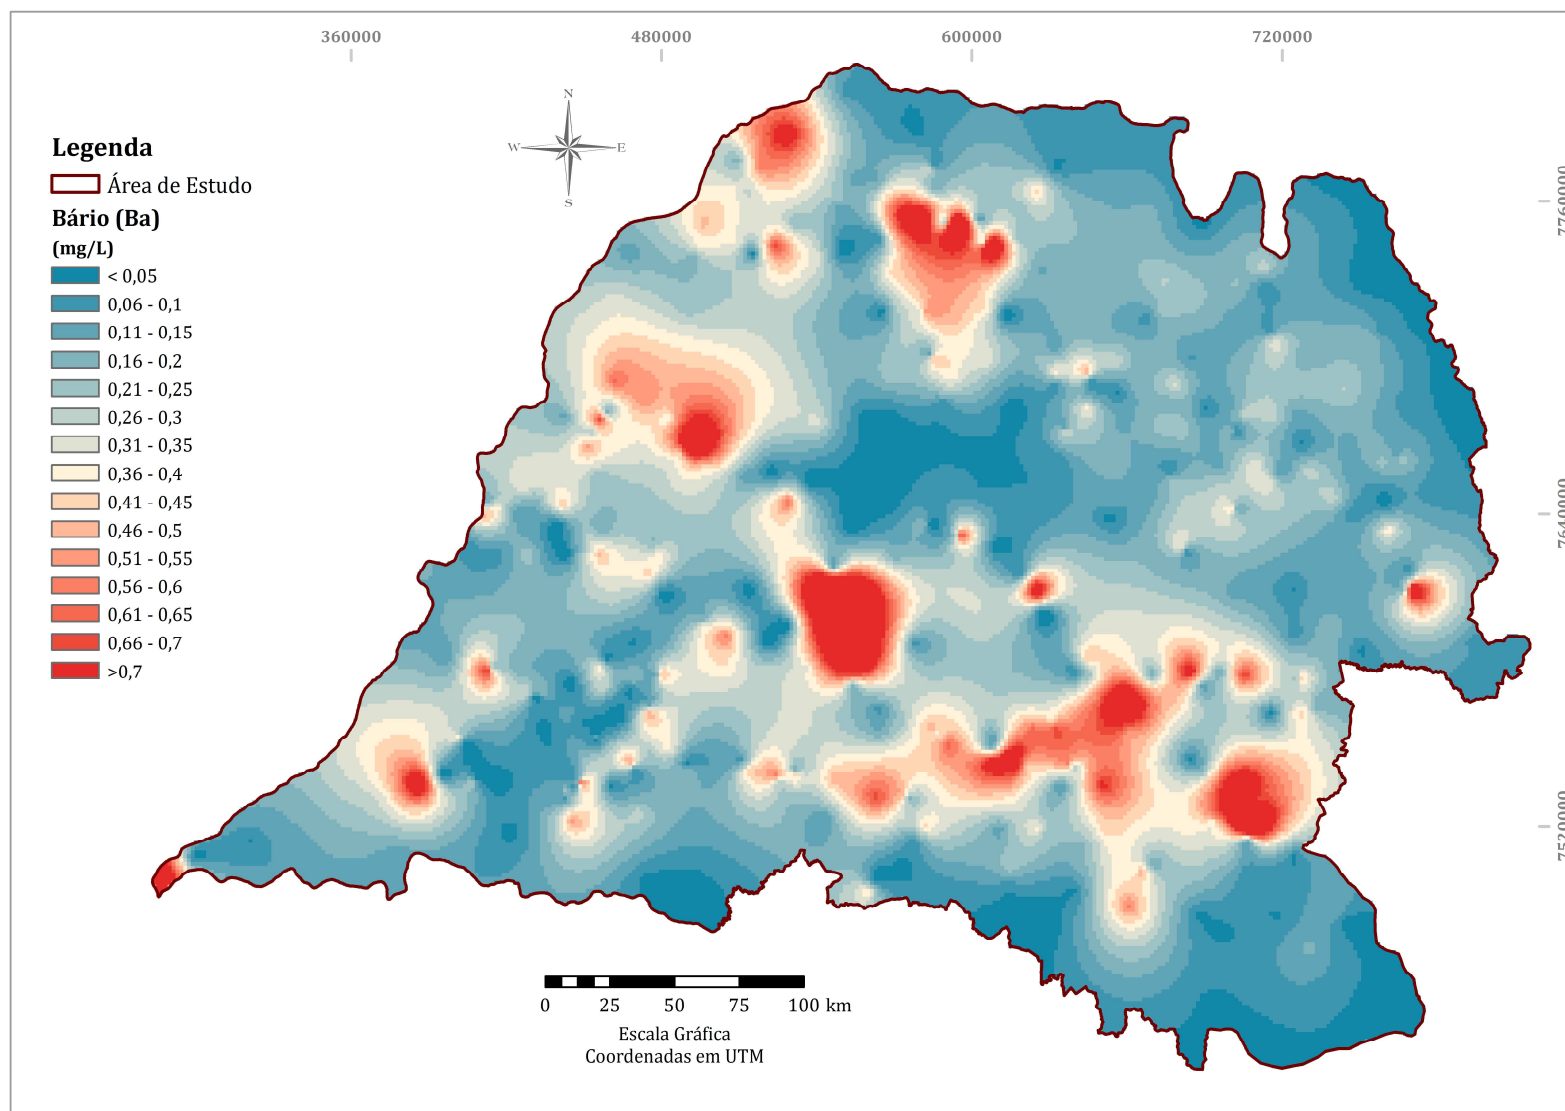 360000
480000
600000
720000
N
W
E
S
7760000
7640000
7520000
Legenda
Área de Estudo
Bário (Ba)
(mg/L)
< 0,05
0,06 - 0,1
0,11 - 0,15
0,16 - 0,2
0,21 - 0,25
0,26 - 0,3
0,31 - 0,35
0,36 - 0,4
0,41 - 0,45
0,46 - 0,5
0,51 - 0,55
0,56 - 0,6
0,61 - 0,65
0,66 - 0,7
>0,7
0 25 50 75 100 km
Escala Gráfica
Coordenadas em UTM